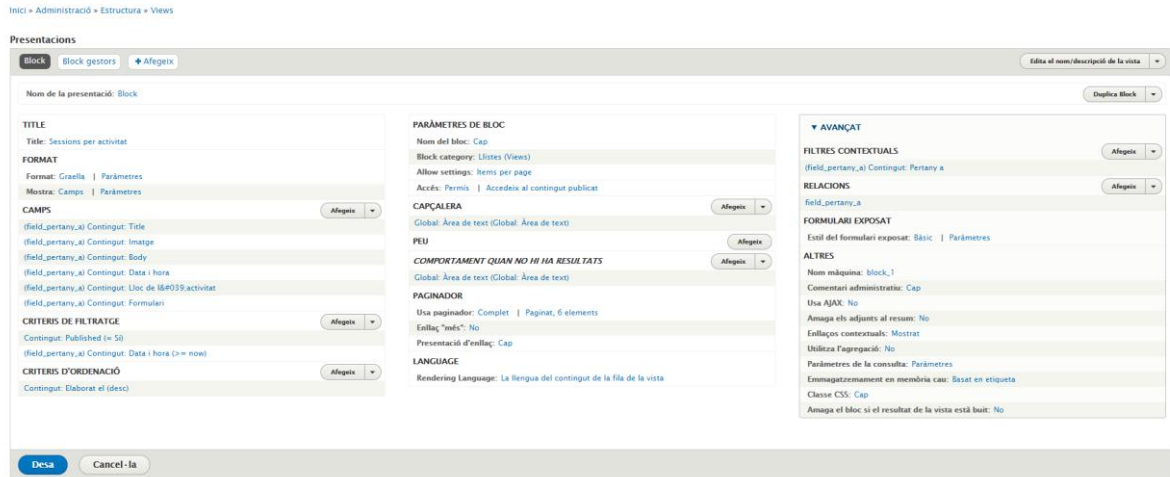 Inici » Administració » Estructura » Views
Presentacions
Block Block gestors + Afegeix Edita el nom/descripció de la vista
Nom de la presentació: Block Duplica Block
TITLE
Title: Sessions per activitat
FORMAT
Format: Graella | Paràmetres
Mostra: Camps | Paràmetres
CAMPS Afegeix
(field_pertany_a) Contingut: Title
(field_pertany_a) Contingut: Imatge
(field_pertany_a) Contingut: Body
(field_pertany_a) Contingut: Data i hora
(field_pertany_a) Contingut: Lloc de l&#039;activitat
(field_pertany_a) Contingut: Formulari
CRITERIS DE FILTRATGE Afegeix
Contingut: Published (= Sí)
(field_pertany_a) Contingut: Data i hora (>= now)
CRITERIS D'ORDENACIÓ Afegeix
Contingut: Elaborat el (desc)
PARÀMETRES DE BLOC
Nom del bloc: Cap
Block category: Llistes (Views)
Allow settings: Items per page
Accés: Permís | Accedeix al contingut publicat
CAPÇALERA Afegeix
Global: Àrea de text (Global: Àrea de text)
PEU Afegeix
COMPORTAMENT QUAN NO HI HA RESULTATS Afegeix
Global: Àrea de text (Global: Àrea de text)
PAGINADOR
Usa paginador: Complet | Paginat, 6 elements
Enllaç "més": No
Presentació d'enllaç: Cap
LANGUAGE
Rendering Language: La llengua del contingut de la fila de la vista
▼ AVANÇAT
FILTRES CONTEXTUALS Afegeix
(field_pertany_a) Contingut: Pertany a
RELACIONS Afegeix
field_pertany_a
FORMULARI EXPOSAT
Estil del formulari exposat: Bàsic | Paràmetres
ALTRES
Nom màquina: block_1
Comentari administratiu: Cap
Usa AJAX: No
Amaga els adjunts al resum: No
Enllaços contextuals: Mostrat
Utilitza l'agregació: No
Paràmetres de la consulta: Paràmetres
Emmagatzemament en memòria cau: Basat en etiqueta
Classe CSS: Cap
Amaga el bloc si el resultat de la vista està buit: No
Desa Cancel·la